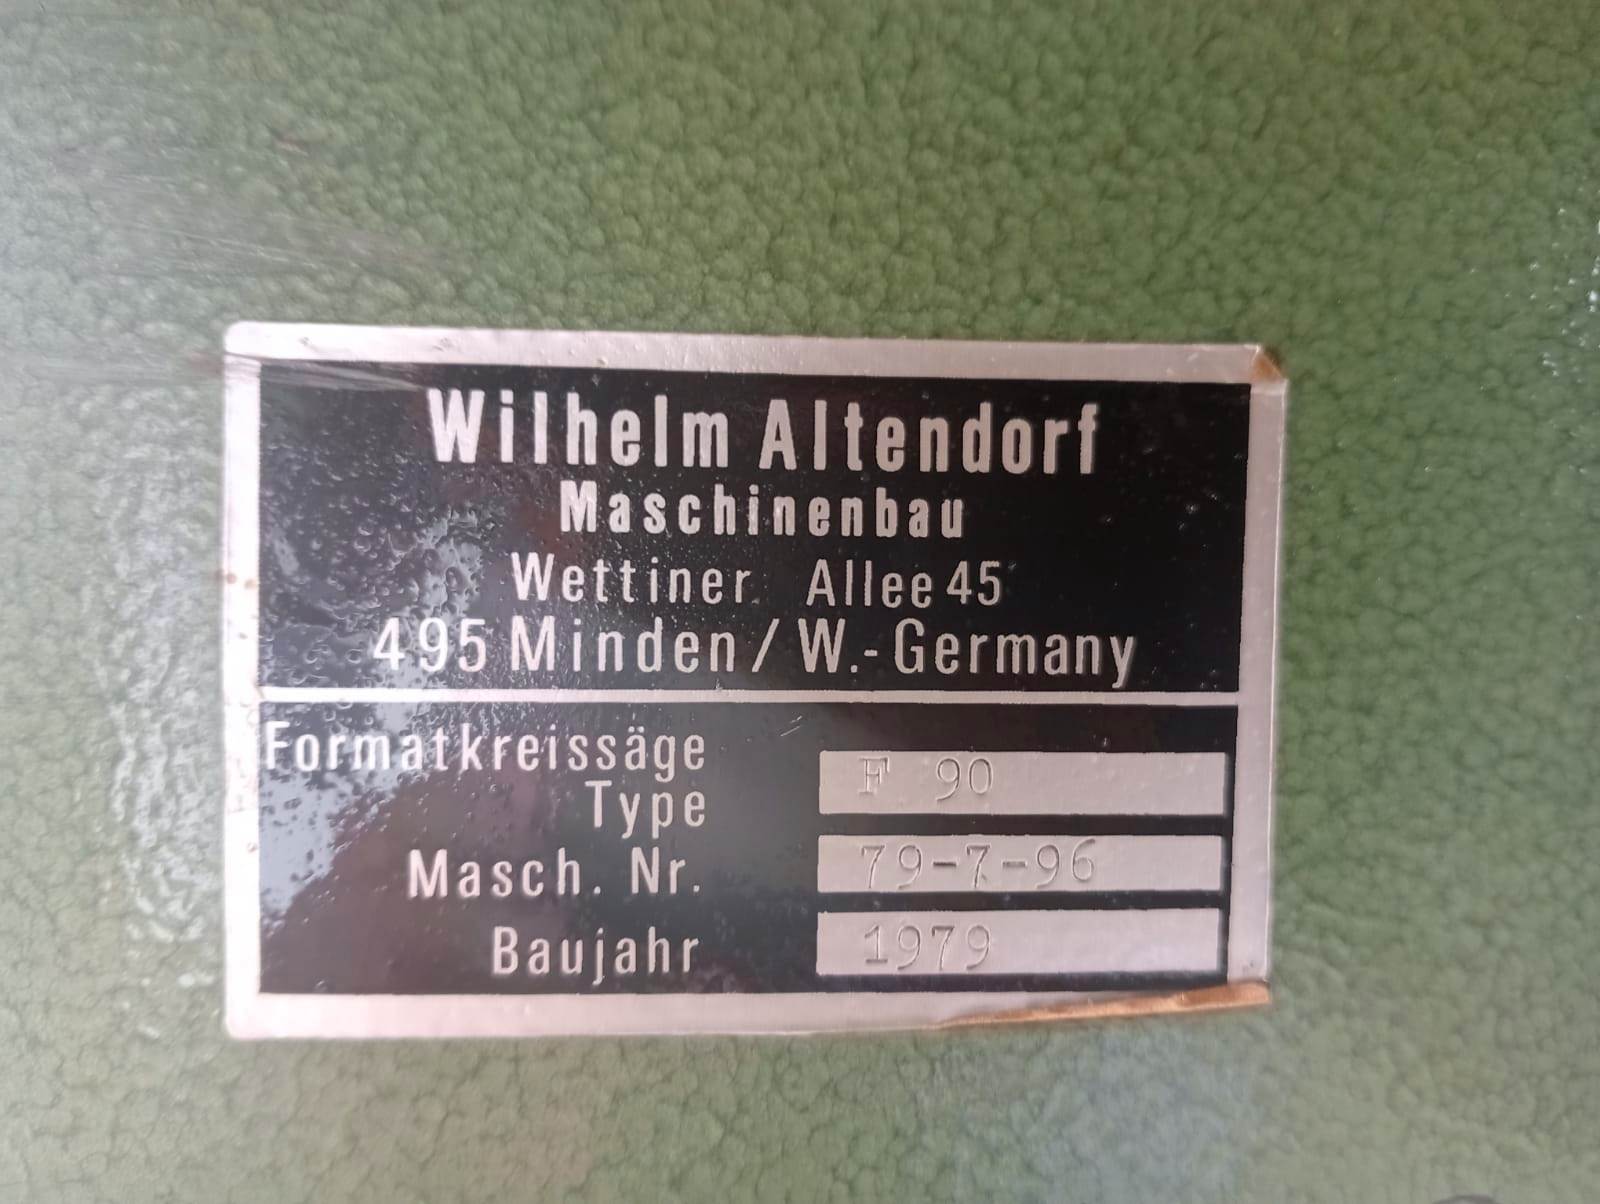 Wilhelm Altendorf
Maschinenbau
Wettiner Allee 45
495 Minden / W.-Germany
Formatkreissäge
Type F 90
Masch. Nr. 79-7-96
Baujahr 1979